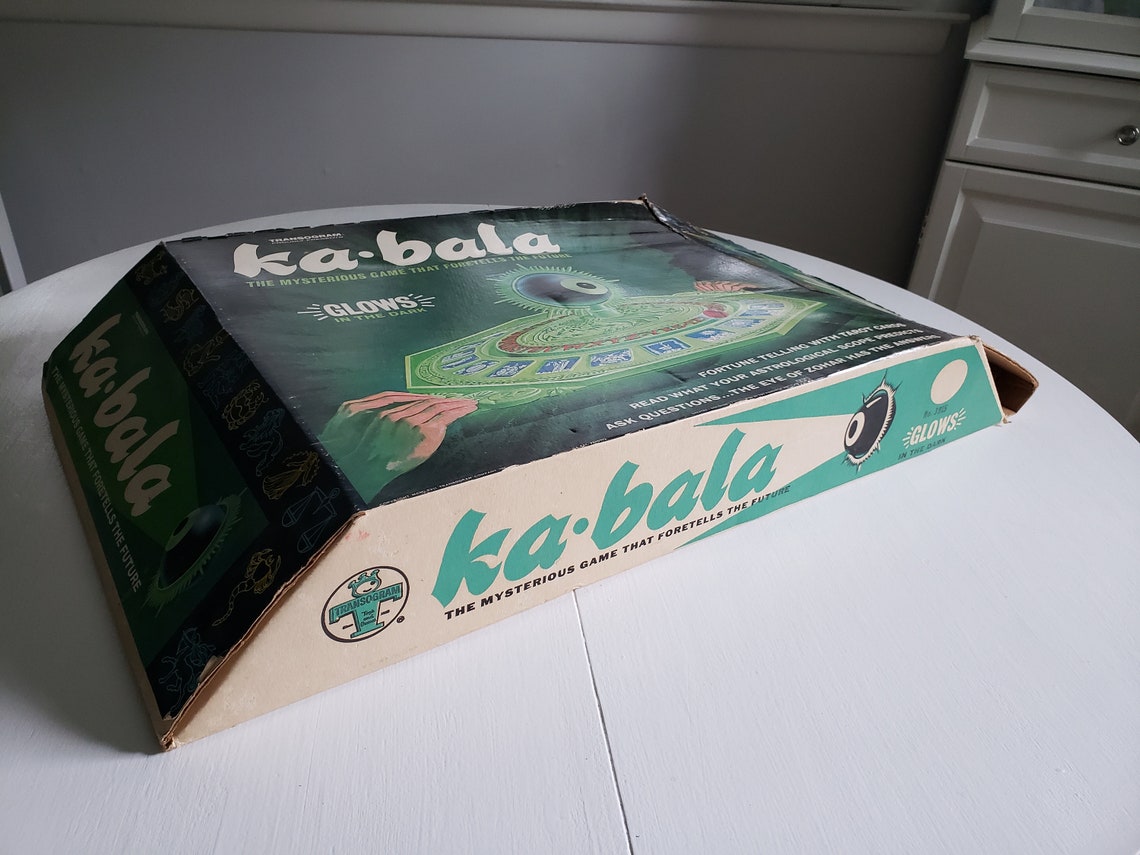 TRANSOGRAM
ka·bala
THE MYSTERIOUS GAME THAT FORETELLS THE FUTURE
GLOWS
IN THE DARK
FORTUNE TELLING WITH TAROT CARDS
READ WHAT YOUR ASTROLOGICAL SCOPE PREDICTS
ASK QUESTIONS...THE EYE OF ZOHAR HAS THE ANSWER
ka·bala
THE MYSTERIOUS GAME THAT FORETELLS THE FUTURE
ka·bala
THE MYSTERIOUS GAME THAT FORETELLS THE FUTURE
TRANSOGRAM
GLOWS
IN THE DARK